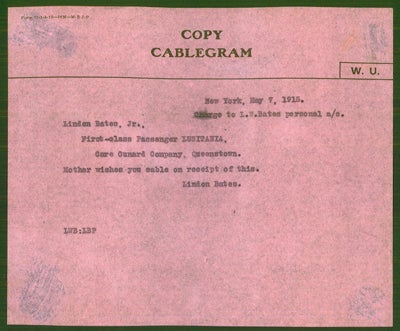 COPY
CABLEGRAM
W. U.
New York, May 7, 1915.
Charge to L.W.Bates personal a/c.
Lindon Bates, Jr.,
First-class Passenger LUSITANIA,
Care Cunard Company, Queenstown.
Mother wishes you cable on receipt of this.
Lindon Bates.
LWB:LBP